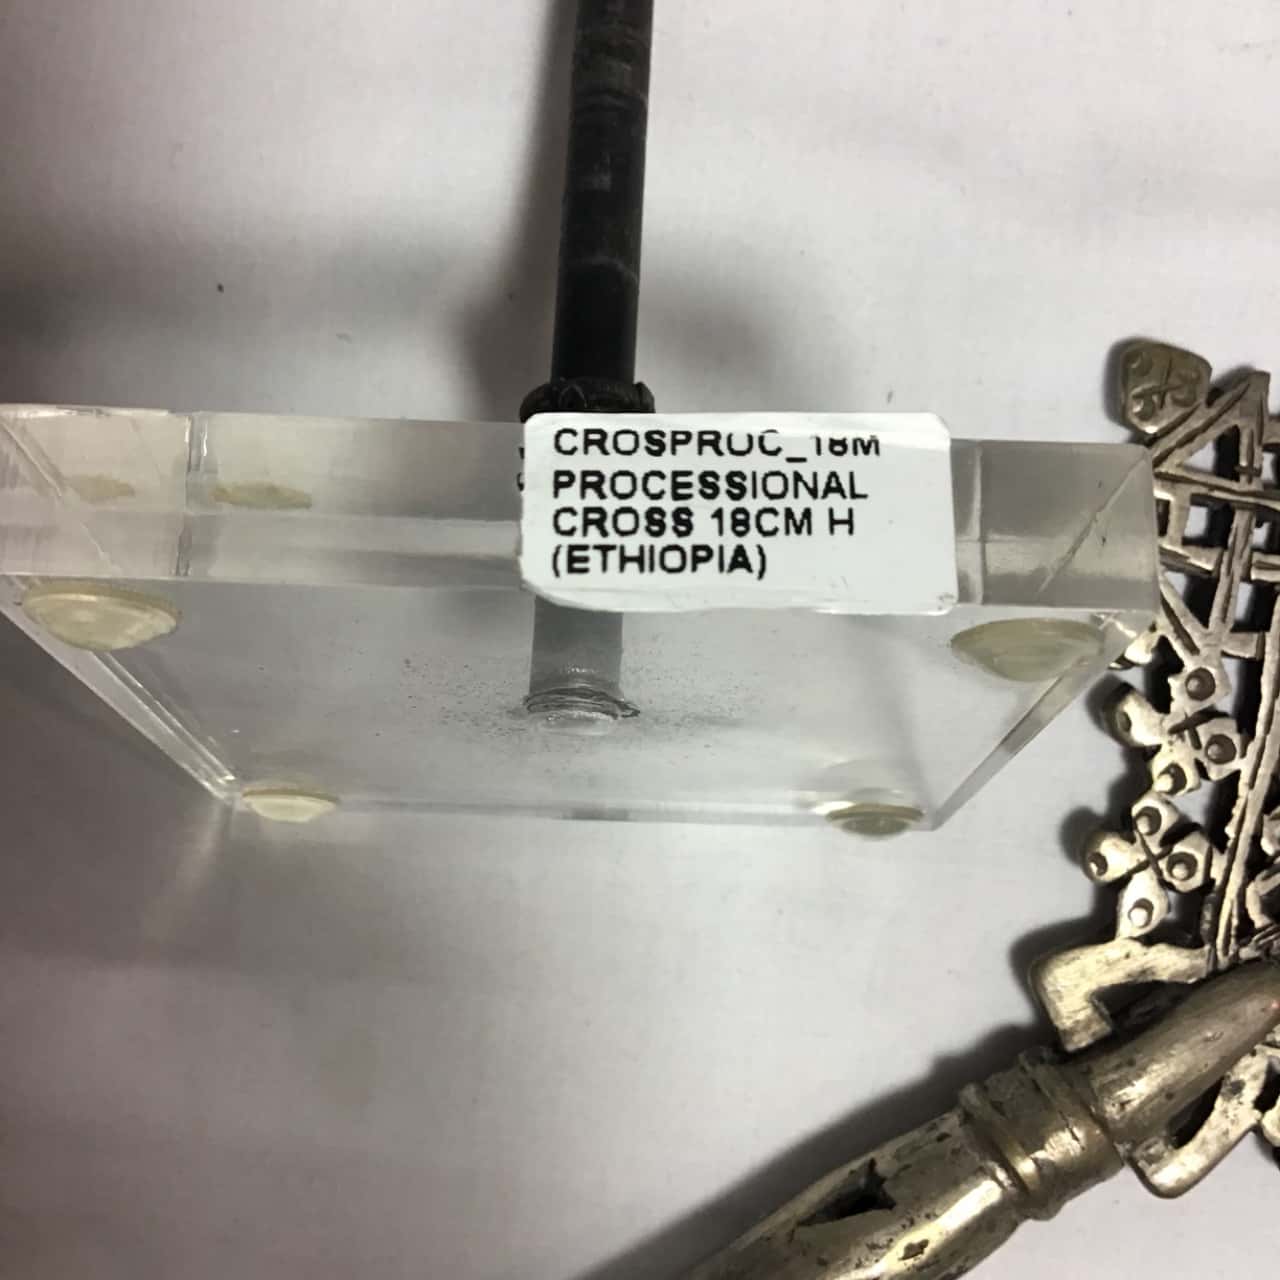 CROSPROC_18M
PROCESSIONAL
CROSS 18CM H
(ETHIOPIA)